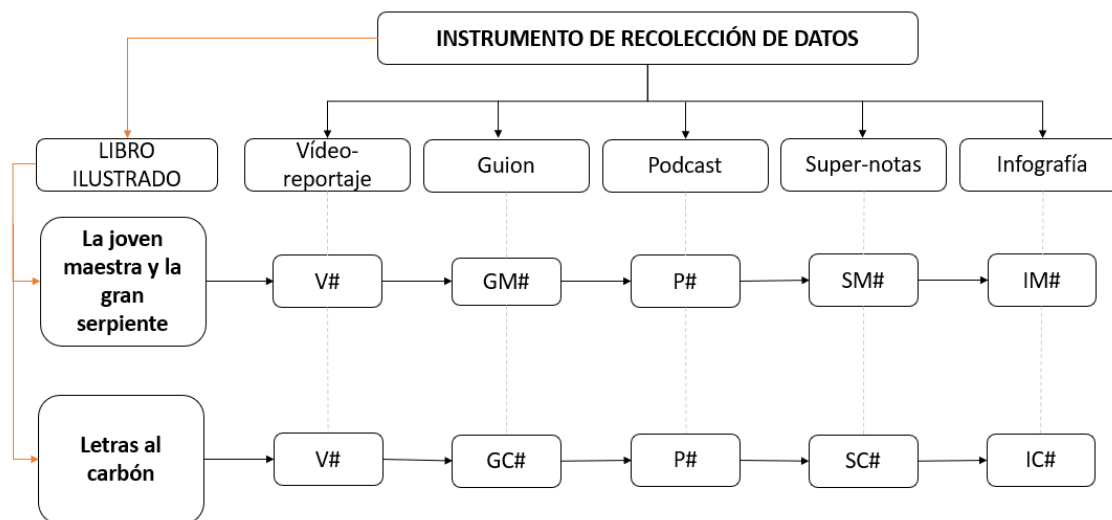 INSTRUMENTO DE RECOLECCIÓN DE DATOS
LIBRO
ILUSTRADO
Vídeo-
reportaje
Guion
Podcast
Super-notas
Infografía
La joven
maestra y la
gran
serpiente
V#
GM#
P#
SM#
IM#
Letras al
carbón
V#
GC#
P#
SC#
IC#